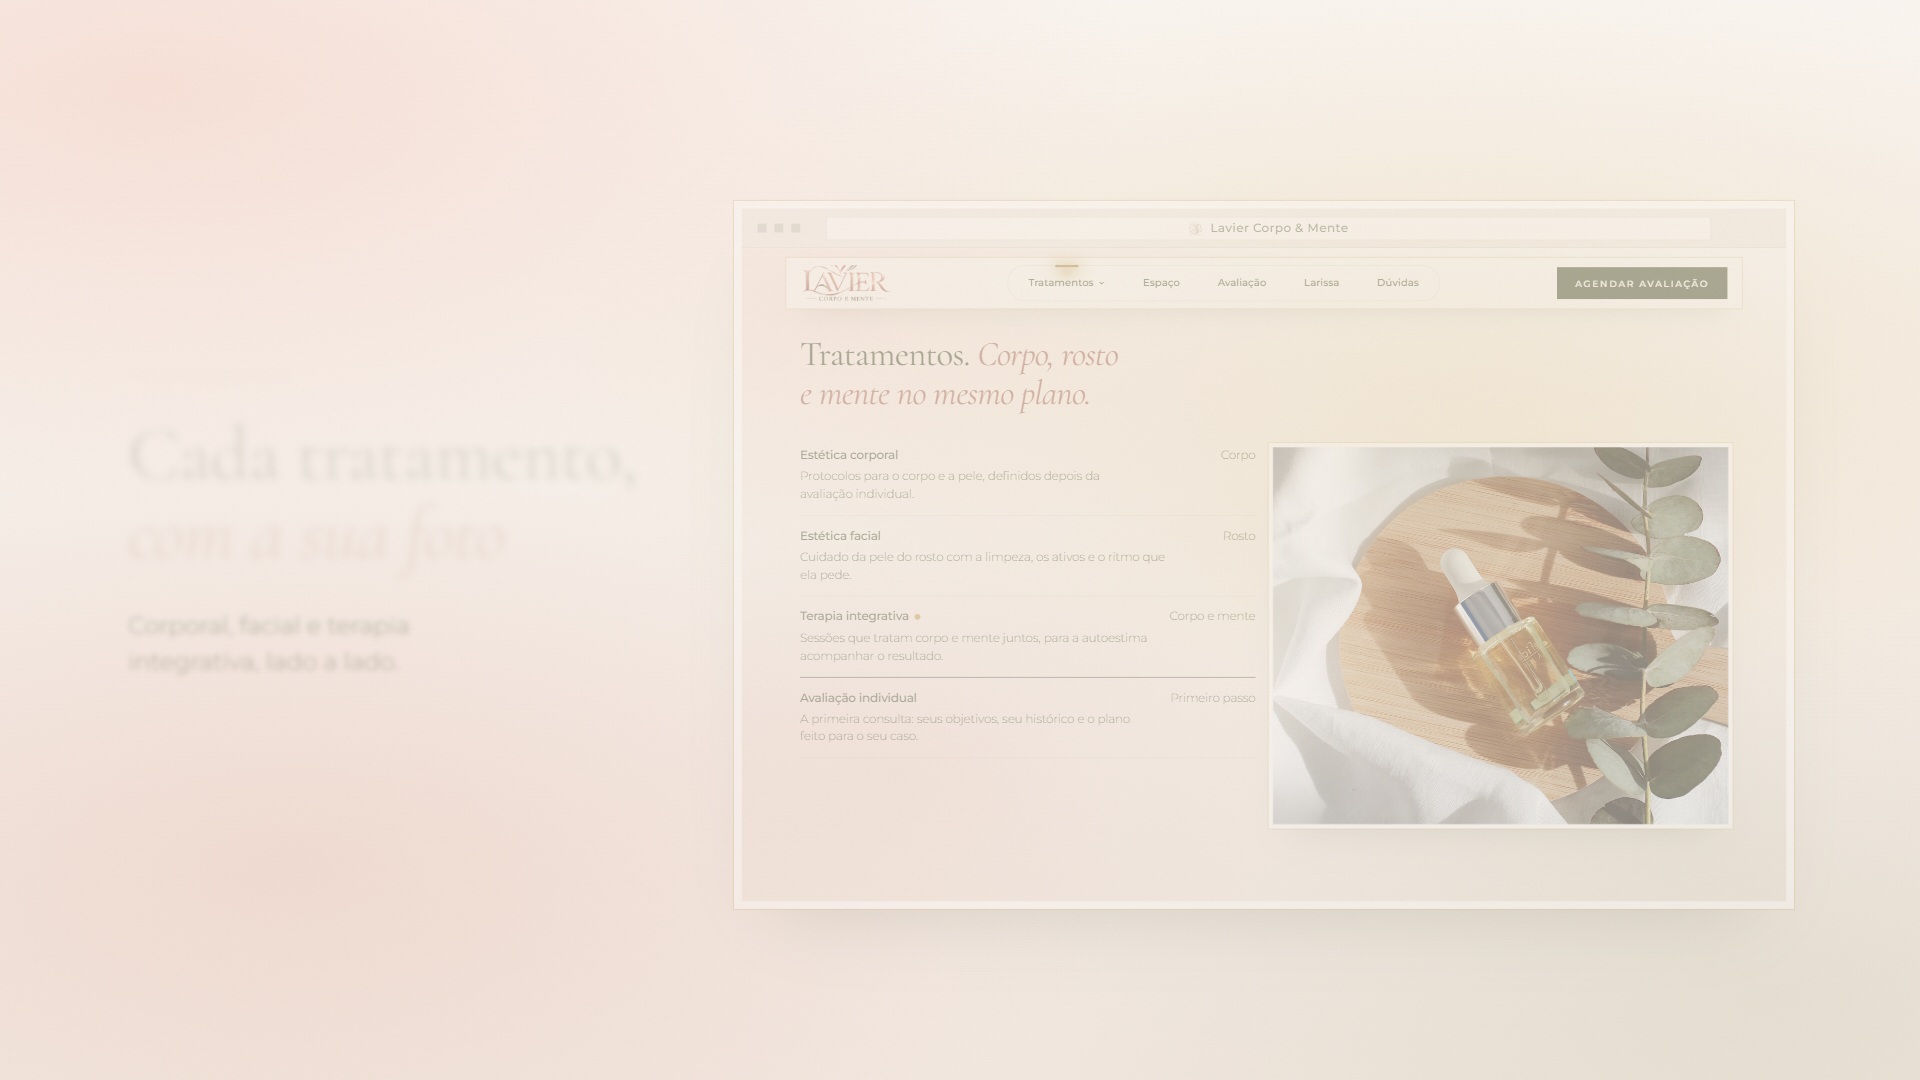 Cada tratamento,
com a sua foto
Corporal, facial e terapia
integrativa, lado a lado.
Lavier Corpo & Mente
LAVIER
CORPO E MENTE
Tratamentos
Espaço
Avaliação
Larissa
Dúvidas
AGENDAR AVALIAÇÃO
Tratamentos. Corpo, rosto
e mente no mesmo plano.
Estética corporal
Corpo
Protocolos para o corpo e a pele, definidos depois da
avaliação individual.
Estética facial
Rosto
Cuidado da pele do rosto com a limpeza, os ativos e o ritmo que
ela pede.
Terapia integrativa
Corpo e mente
Sessões que tratam corpo e mente juntos, para a autoestima
acompanhar o resultado.
Avaliação individual
Primeiro passo
A primeira consulta: seus objetivos, seu histórico e o plano
feito para o seu caso.